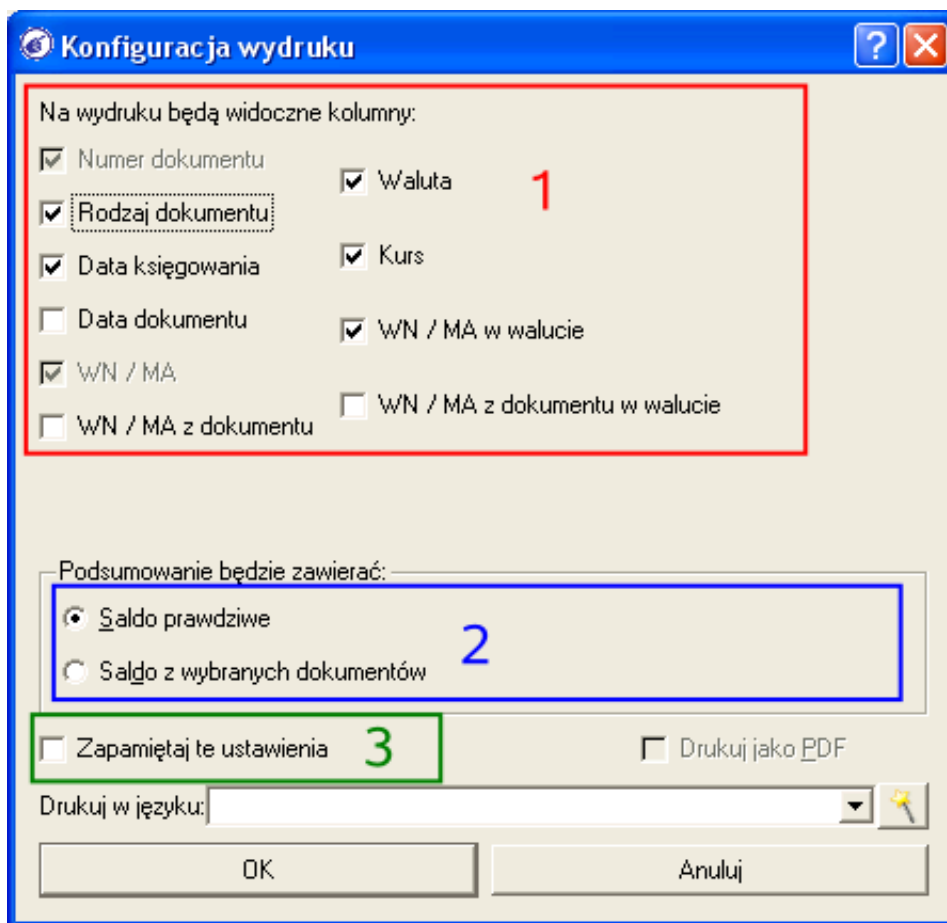 Konfiguracja wydruku
Na wydruku będą widoczne kolumny:
Numer dokumentu
Rodzaj dokumentu
Data księgowania
Data dokumentu
WN / MA
WN / MA z dokumentu
Waluta
Kurs
WN / MA w walucie
WN / MA z dokumentu w walucie
1
Podsumowanie będzie zawierać:
Saldo prawdziwe
Saldo z wybranych dokumentów
2
Zapamiętaj te ustawienia
3
Drukuj jako PDF
Drukuj w języku:
OK
Anuluj